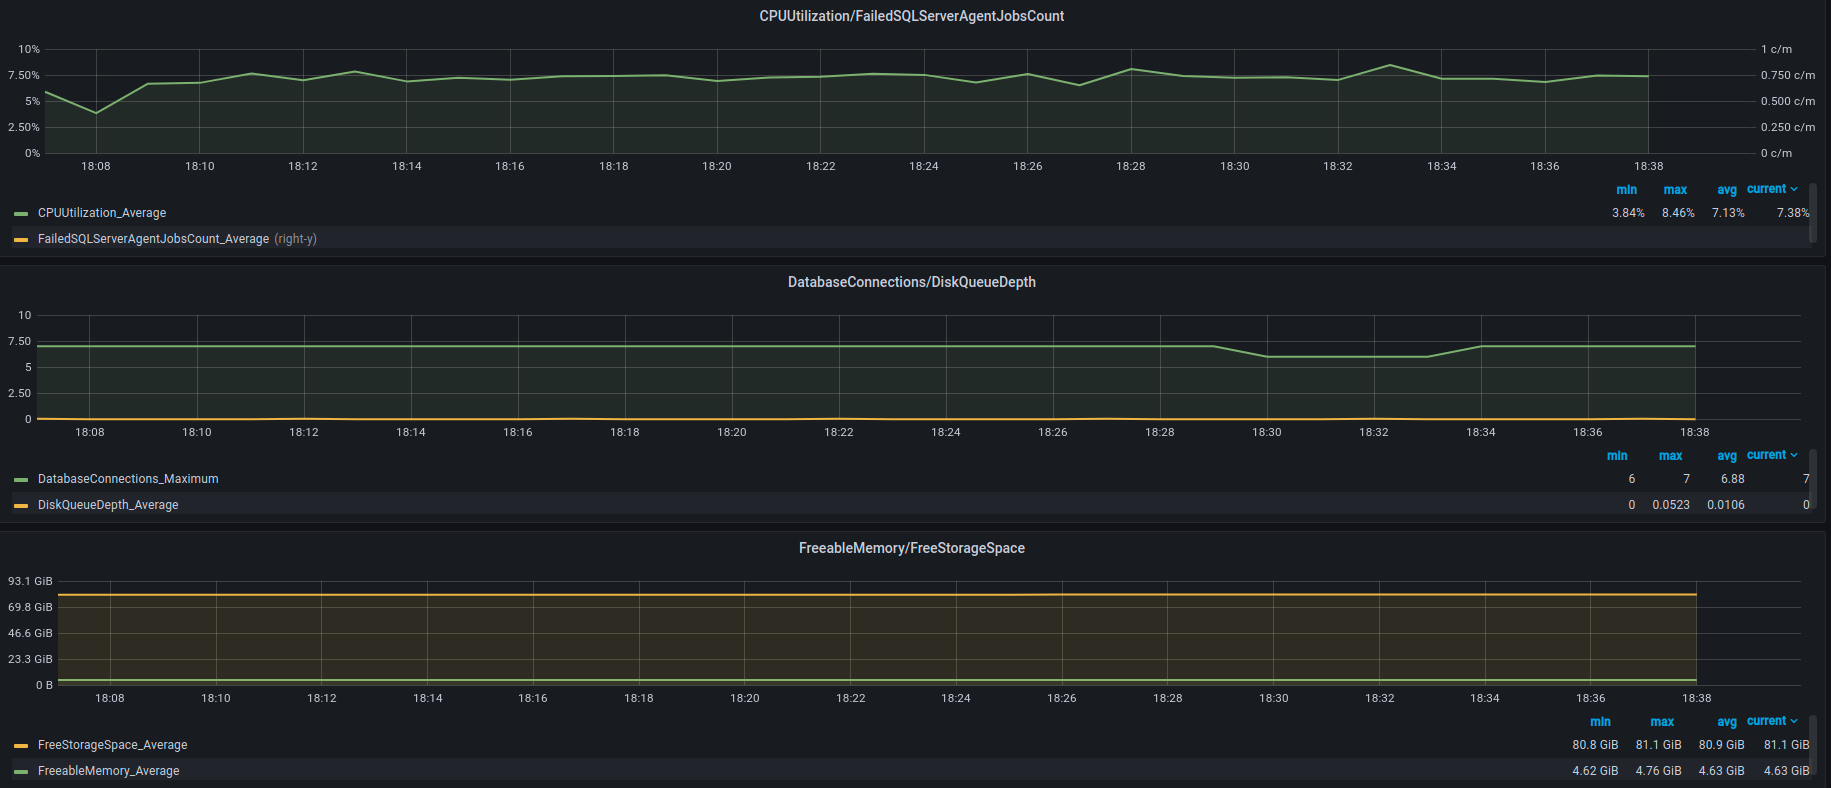 CPUUtilization/FailedSQLServerAgentJobsCount
10% 1 c/m
7.50% 0.750 c/m
5% 0.500 c/m
2.50% 0.250 c/m
0% 0 c/m
18:08 18:10 18:12 18:14 18:16 18:18 18:20 18:22 18:24 18:26 18:28 18:30 18:32 18:34 18:36 18:38
min max avg current
CPUUtilization_Average 3.84% 8.46% 7.13% 7.38%
FailedSQLServerAgentJobsCount_Average (right-y)
DatabaseConnections/DiskQueueDepth
10
7.50
5
2.50
0
18:08 18:10 18:12 18:14 18:16 18:18 18:20 18:22 18:24 18:26 18:28 18:30 18:32 18:34 18:36 18:38
min max avg current
DatabaseConnections_Maximum 6 7 6.88 7
DiskQueueDepth_Average 0 0.0523 0.0106 0
FreeableMemory/FreeStorageSpace
93.1 GiB
69.8 GiB
46.6 GiB
23.3 GiB
0 B
18:08 18:10 18:12 18:14 18:16 18:18 18:20 18:22 18:24 18:26 18:28 18:30 18:32 18:34 18:36 18:38
min max avg current
FreeStorageSpace_Average 80.8 GiB 81.1 GiB 80.9 GiB 81.1 GiB
FreeableMemory_Average 4.62 GiB 4.76 GiB 4.63 GiB 4.63 GiB